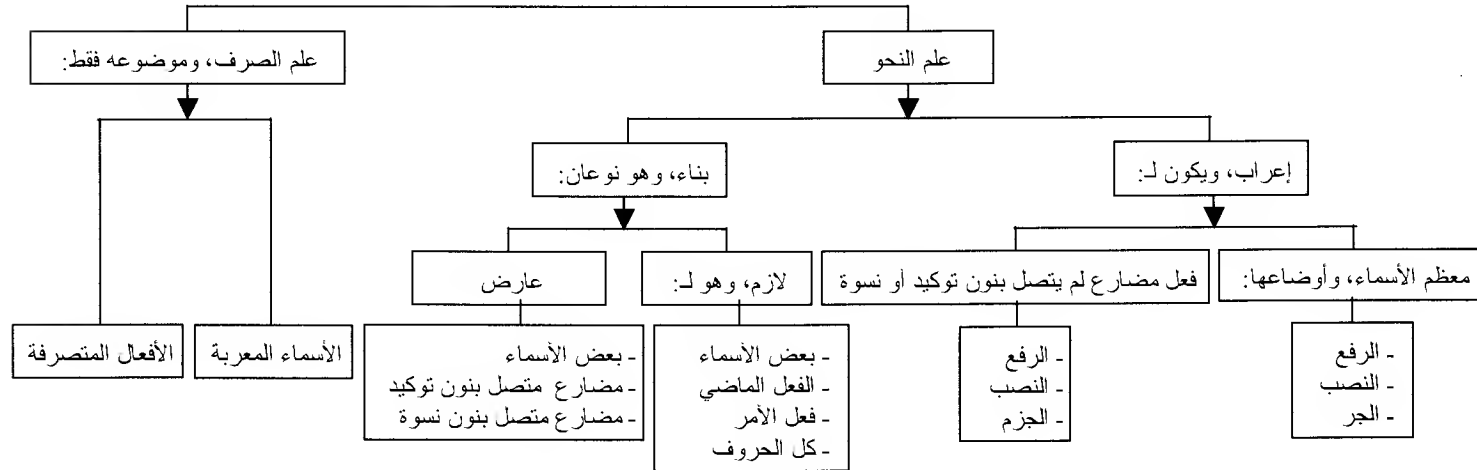 علم النحو
علم الصرف، وموضوعه فقط:
إعراب، ويكون لـ:
بناء، وهو نوعان:
معظم الأسماء، وأوضاعها:
فعل مضارع لم يتصل بنون توكيد أو نسوة
لازم، وهو لـ:
عارض
الأسماء المعربة
الأفعال المتصرفة
- الرفع
- النصب
- الجر
- الرفع
- النصب
- الجزم
- بعض الأسماء
- الفعل الماضي
- فعل الأمر
- كل الحروف
- بعض الأسماء
- مضارع متصل بنون توكيد
- مضارع متصل بنون نسوة